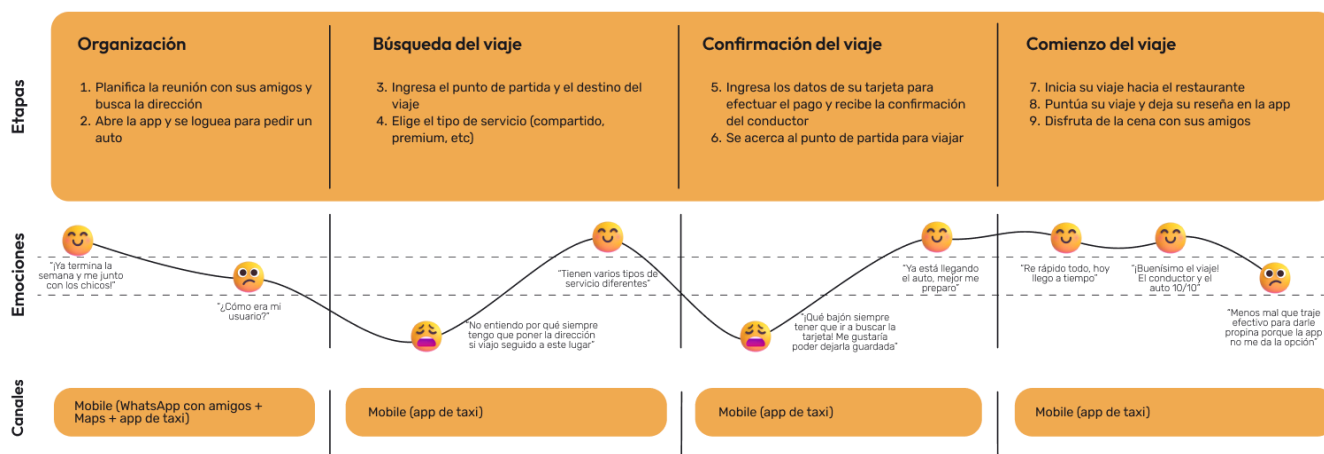 Etapas
Organización
1. Planifica la reunión con sus amigos y
busca la dirección
2. Abre la app y se loguea para pedir un
auto
Búsqueda del viaje
3. Ingresa el punto de partida y el destino del
viaje
4. Elige el tipo de servicio (compartido,
premium, etc)
Confirmación del viaje
5. Ingresa los datos de su tarjeta para
efectuar el pago y recibe la confirmación
del conductor
6. Se acerca al punto de partida para viajar
Comienzo del viaje
7. Inicia su viaje hacia el restaurante
8. Puntúa su viaje y deja su reseña en la app
9. Disfruta de la cena con sus amigos
Emociones
"¡Ya termina la
semana y me junto
con los chicos!"
"¿Cómo era mi
usuario?"
"No entiendo por qué siempre
tengo que poner la dirección
si viajo seguido a este lugar"
"Tienen varios tipos de
servicio diferentes"
"¡Qué bajón siempre
tener que ir a buscar la
tarjeta! Me gustaría
poder dejarla guardada"
"Ya está llegando
el auto, mejor me
preparo"
"Re rápido todo, hoy
llego a tiempo"
"¡Buenísimo el viaje!
El conductor y el
auto 10/10"
"Menos mal que traje
efectivo para darle
propina porque la app
no me da la opción"
Canales
Mobile (WhatsApp con amigos +
Maps + app de taxi)
Mobile (app de taxi)
Mobile (app de taxi)
Mobile (app de taxi)